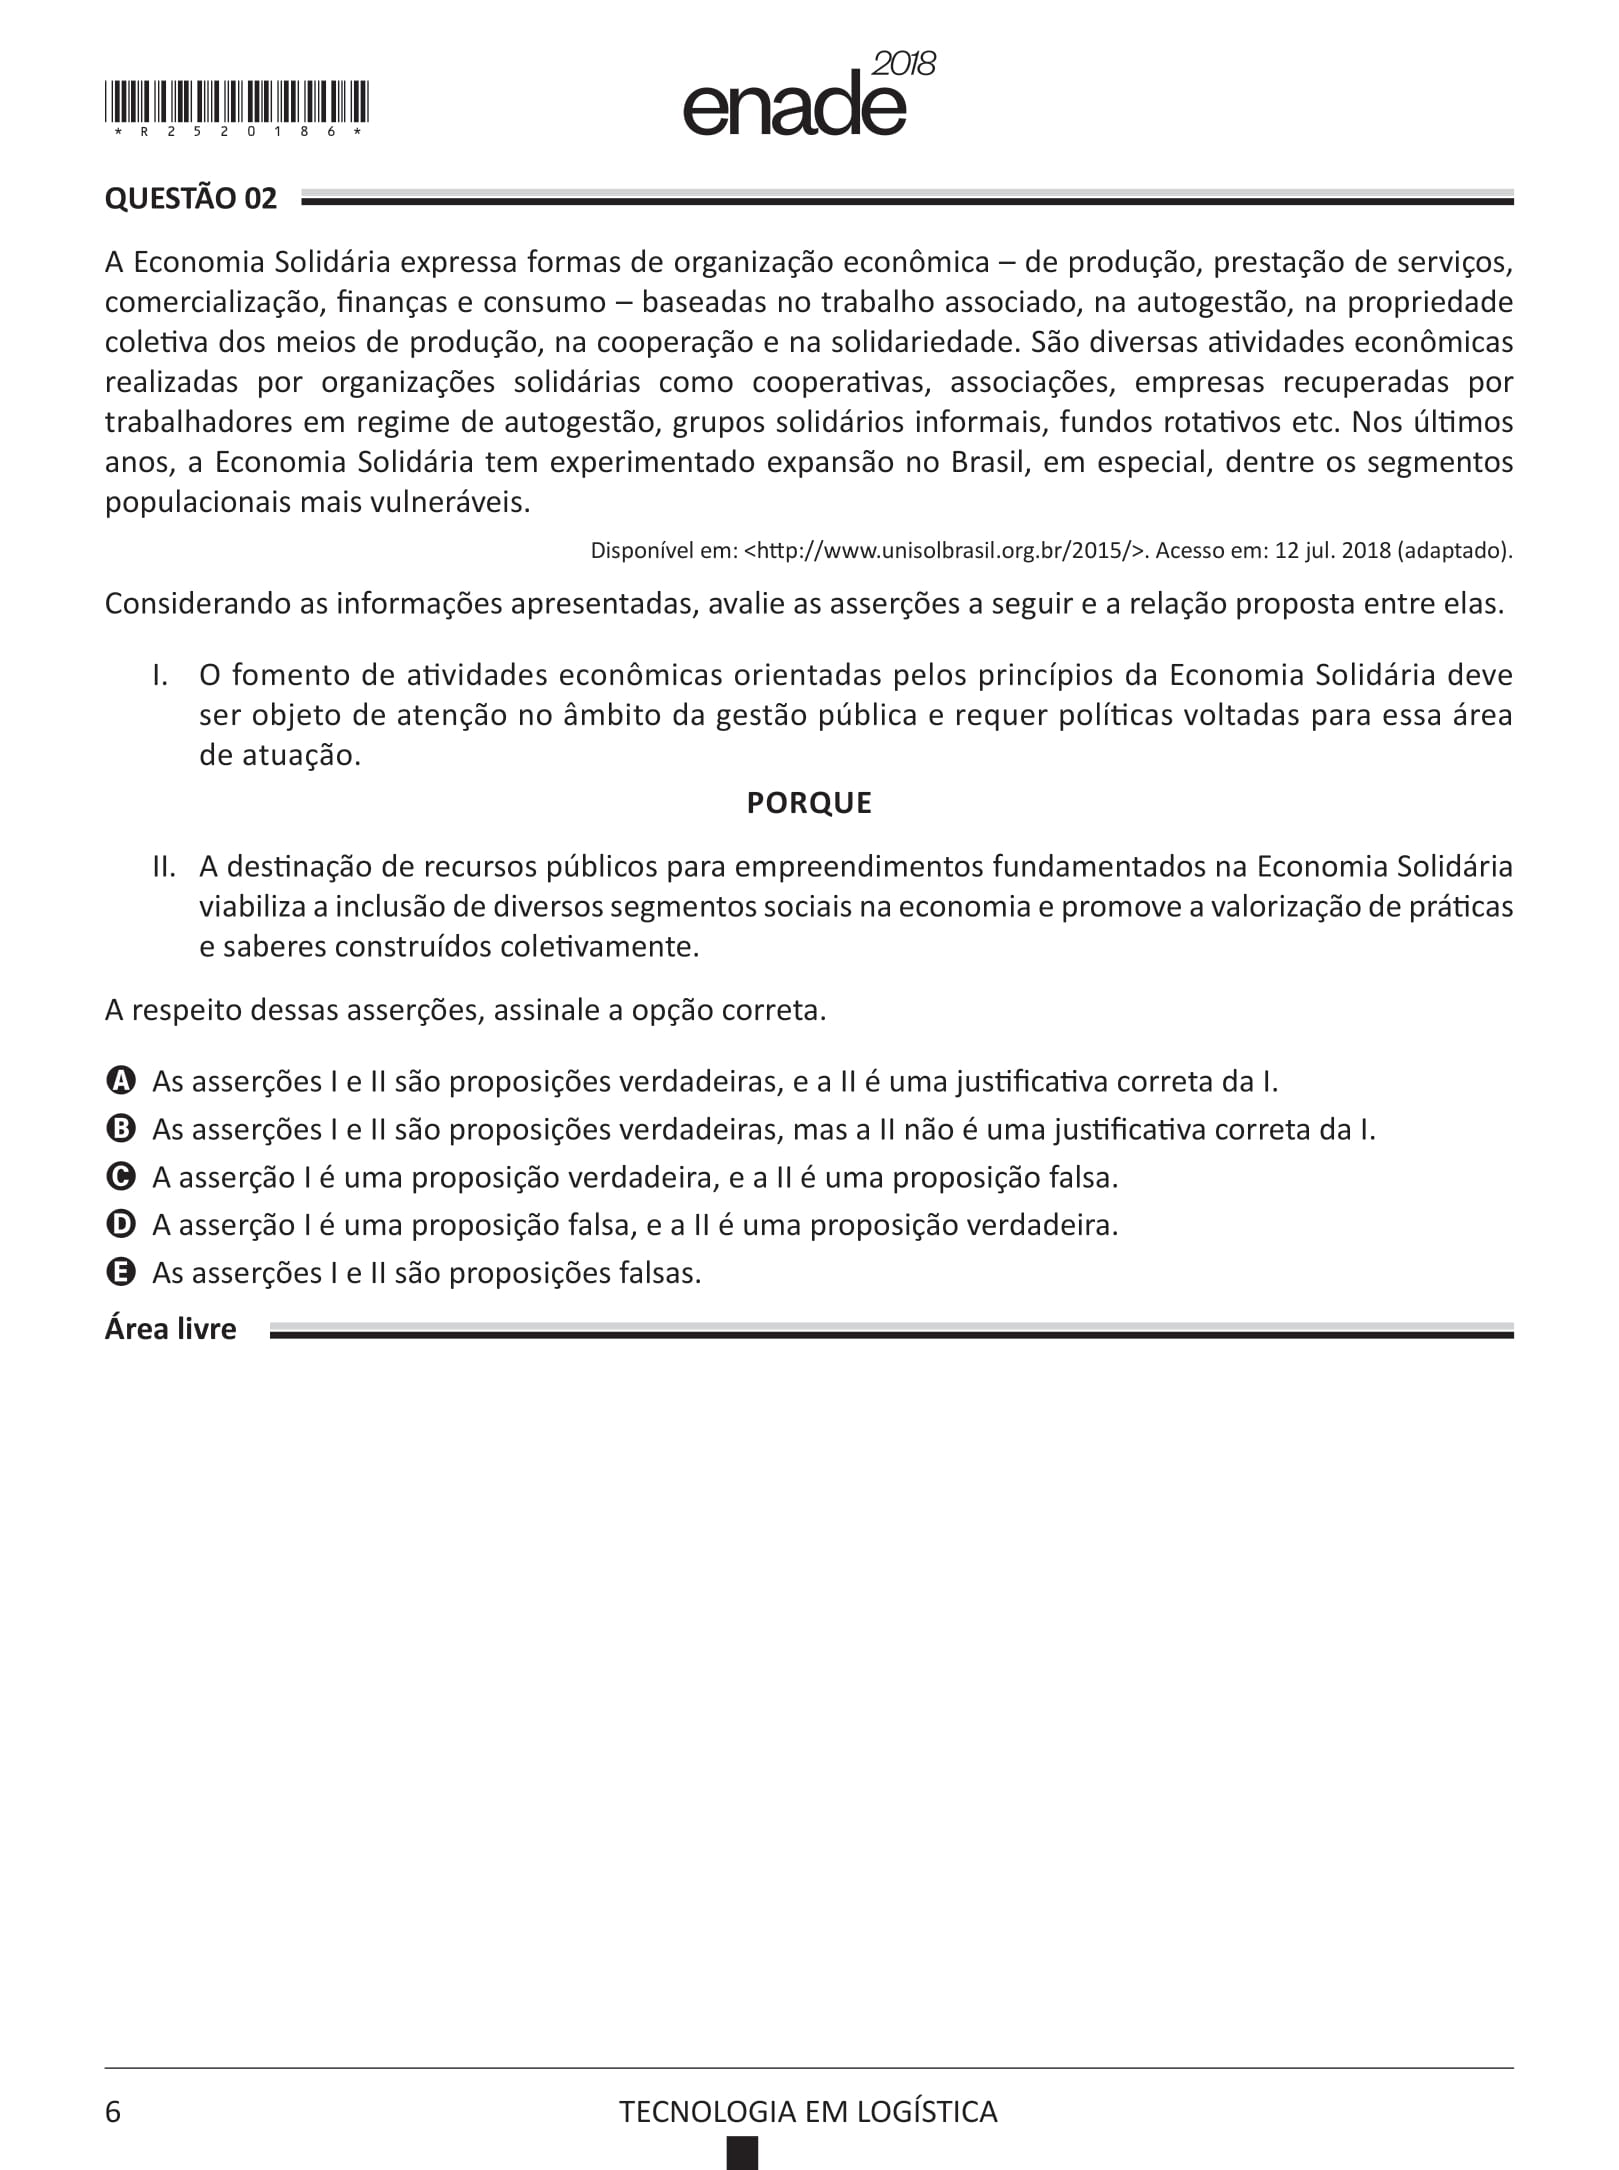 *R2520186*
enade 2018
QUESTÃO 02
A Economia Solidária expressa formas de organização econômica – de produção, prestação de serviços,
comercialização, finanças e consumo – baseadas no trabalho associado, na autogestão, na propriedade
coletiva dos meios de produção, na cooperação e na solidariedade. São diversas atividades econômicas
realizadas por organizações solidárias como cooperativas, associações, empresas recuperadas por
trabalhadores em regime de autogestão, grupos solidários informais, fundos rotativos etc. Nos últimos
anos, a Economia Solidária tem experimentado expansão no Brasil, em especial, dentre os segmentos
populacionais mais vulneráveis.
Disponível em: <http://www.unisolbrasil.org.br/2015/>. Acesso em: 12 jul. 2018 (adaptado).
Considerando as informações apresentadas, avalie as asserções a seguir e a relação proposta entre elas.
I. O fomento de atividades econômicas orientadas pelos princípios da Economia Solidária deve
ser objeto de atenção no âmbito da gestão pública e requer políticas voltadas para essa área
de atuação.
PORQUE
II. A destinação de recursos públicos para empreendimentos fundamentados na Economia Solidária
viabiliza a inclusão de diversos segmentos sociais na economia e promove a valorização de práticas
e saberes construídos coletivamente.
A respeito dessas asserções, assinale a opção correta.
A As asserções I e II são proposições verdadeiras, e a II é uma justificativa correta da I.
B As asserções I e II são proposições verdadeiras, mas a II não é uma justificativa correta da I.
C A asserção I é uma proposição verdadeira, e a II é uma proposição falsa.
D A asserção I é uma proposição falsa, e a II é uma proposição verdadeira.
E As asserções I e II são proposições falsas.
Área livre
6 TECNOLOGIA EM LOGÍSTICA